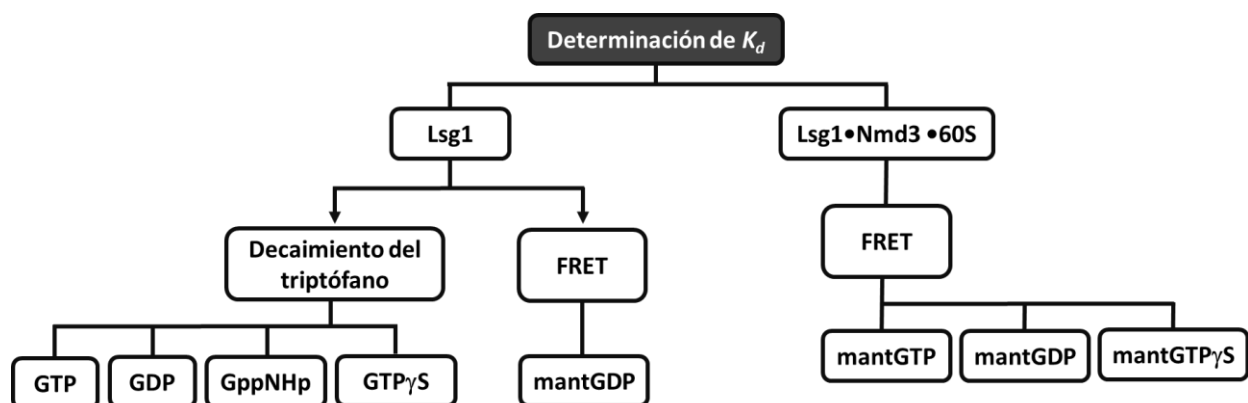 Determinación de Kd
Lsg1
Lsg1•Nmd3 •60S
Decaimiento del
triptófano
FRET
FRET
GTP
GDP
GppNHp
GTPγS
mantGDP
mantGTP
mantGDP
mantGTPγS